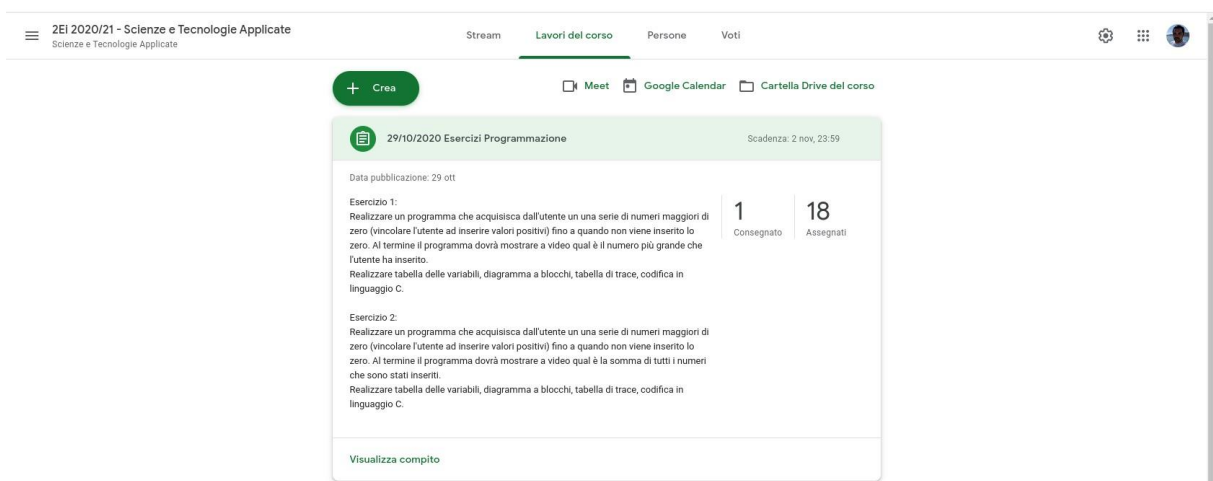 2Ei 2020/21 - Scienze e Tecnologie Applicate
Scienze e Tecnologie Applicate
Stream
Lavori del corso
Persone
Voti
Crea
Meet
Google Calendar
Cartella Drive del corso
29/10/2020 Esercizi Programmazione
Scadenza: 2 nov, 23:59
Data pubblicazione: 29 ott
Esercizio 1:
Realizzare un programma che acquisisca dall'utente un una serie di numeri maggiori di
zero (vincolare l'utente ad inserire valori positivi) fino a quando non viene inserito lo
zero. Al termine il programma dovrà mostrare a video qual è il numero più grande che
l'utente ha inserito.
Realizzare tabella delle variabili, diagramma a blocchi, tabella di trace, codifica in
linguaggio C.
Esercizio 2:
Realizzare un programma che acquisisca dall'utente un una serie di numeri maggiori di
zero (vincolare l'utente ad inserire valori positivi) fino a quando non viene inserito lo
zero. Al termine il programma dovrà mostrare a video qual è la somma di tutti i numeri
che sono stati inseriti.
Realizzare tabella delle variabili, diagramma a blocchi, tabella di trace, codifica in
linguaggio C.
1
Consegnato
18
Assegnati
Visualizza compito